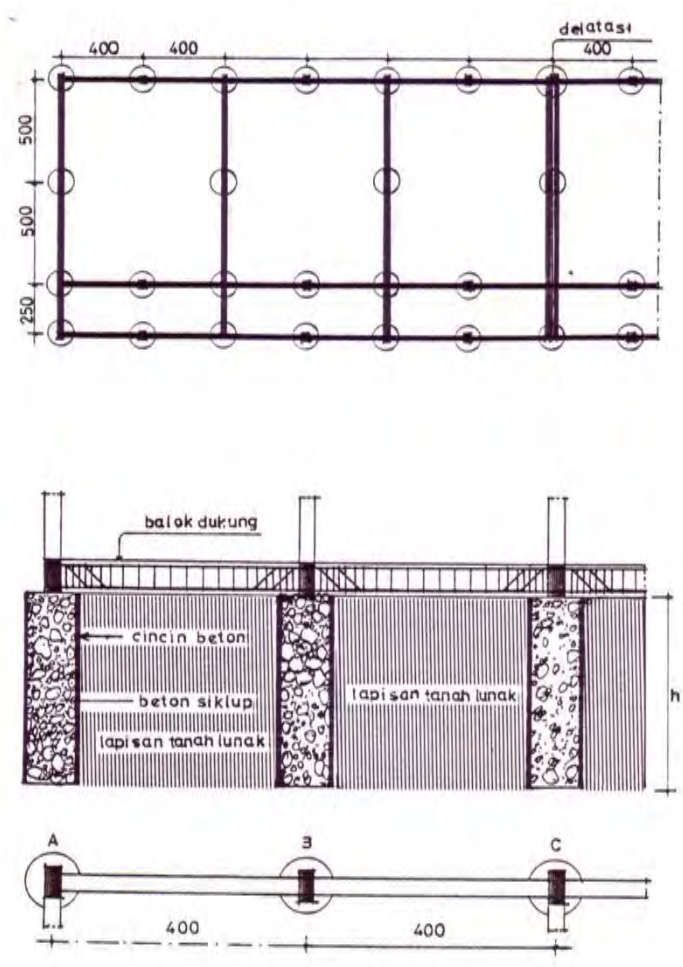 delatasi
400 400 400
500
500
250
balok dukung
cincin beton
beton siklup
lapisan tanah lunak
lapisan tanah lunak
h
A B C
400 400